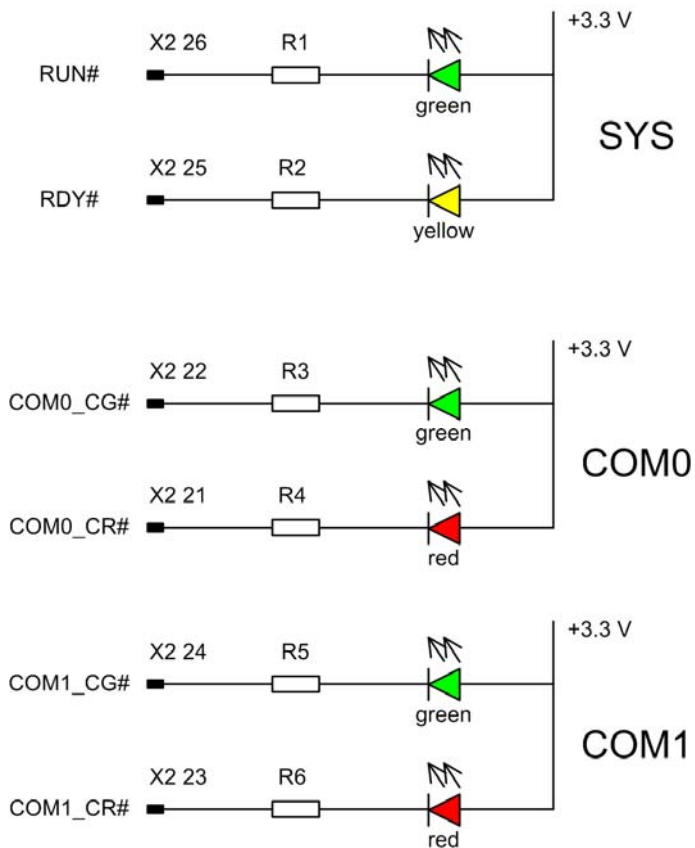 +3.3 V
X2 26 R1
RUN#
green
SYS
X2 25 R2
RDY#
yellow
+3.3 V
X2 22 R3
COM0_CG#
green
COM0
X2 21 R4
COM0_CR#
red
+3.3 V
X2 24 R5
COM1_CG#
green
COM1
X2 23 R6
COM1_CR#
red